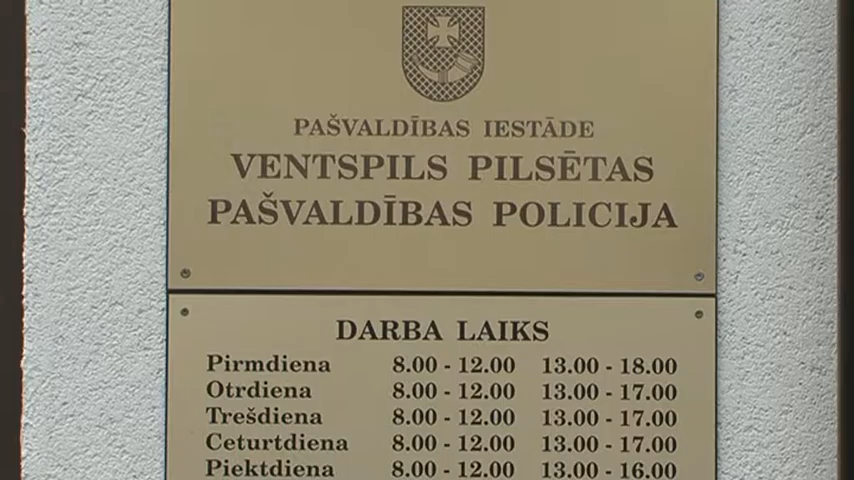 PAŠVALDĪBAS IESTĀDE
VENTSPILS PILSĒTAS
PAŠVALDĪBAS POLICIJA
DARBA LAIKS
Pirmdiena 8.00 - 12.00 13.00 - 18.00
Otrdiena 8.00 - 12.00 13.00 - 17.00
Trešdiena 8.00 - 12.00 13.00 - 17.00
Ceturtdiena 8.00 - 12.00 13.00 - 17.00
Piektdiena 8.00 - 12.00 13.00 - 16.00